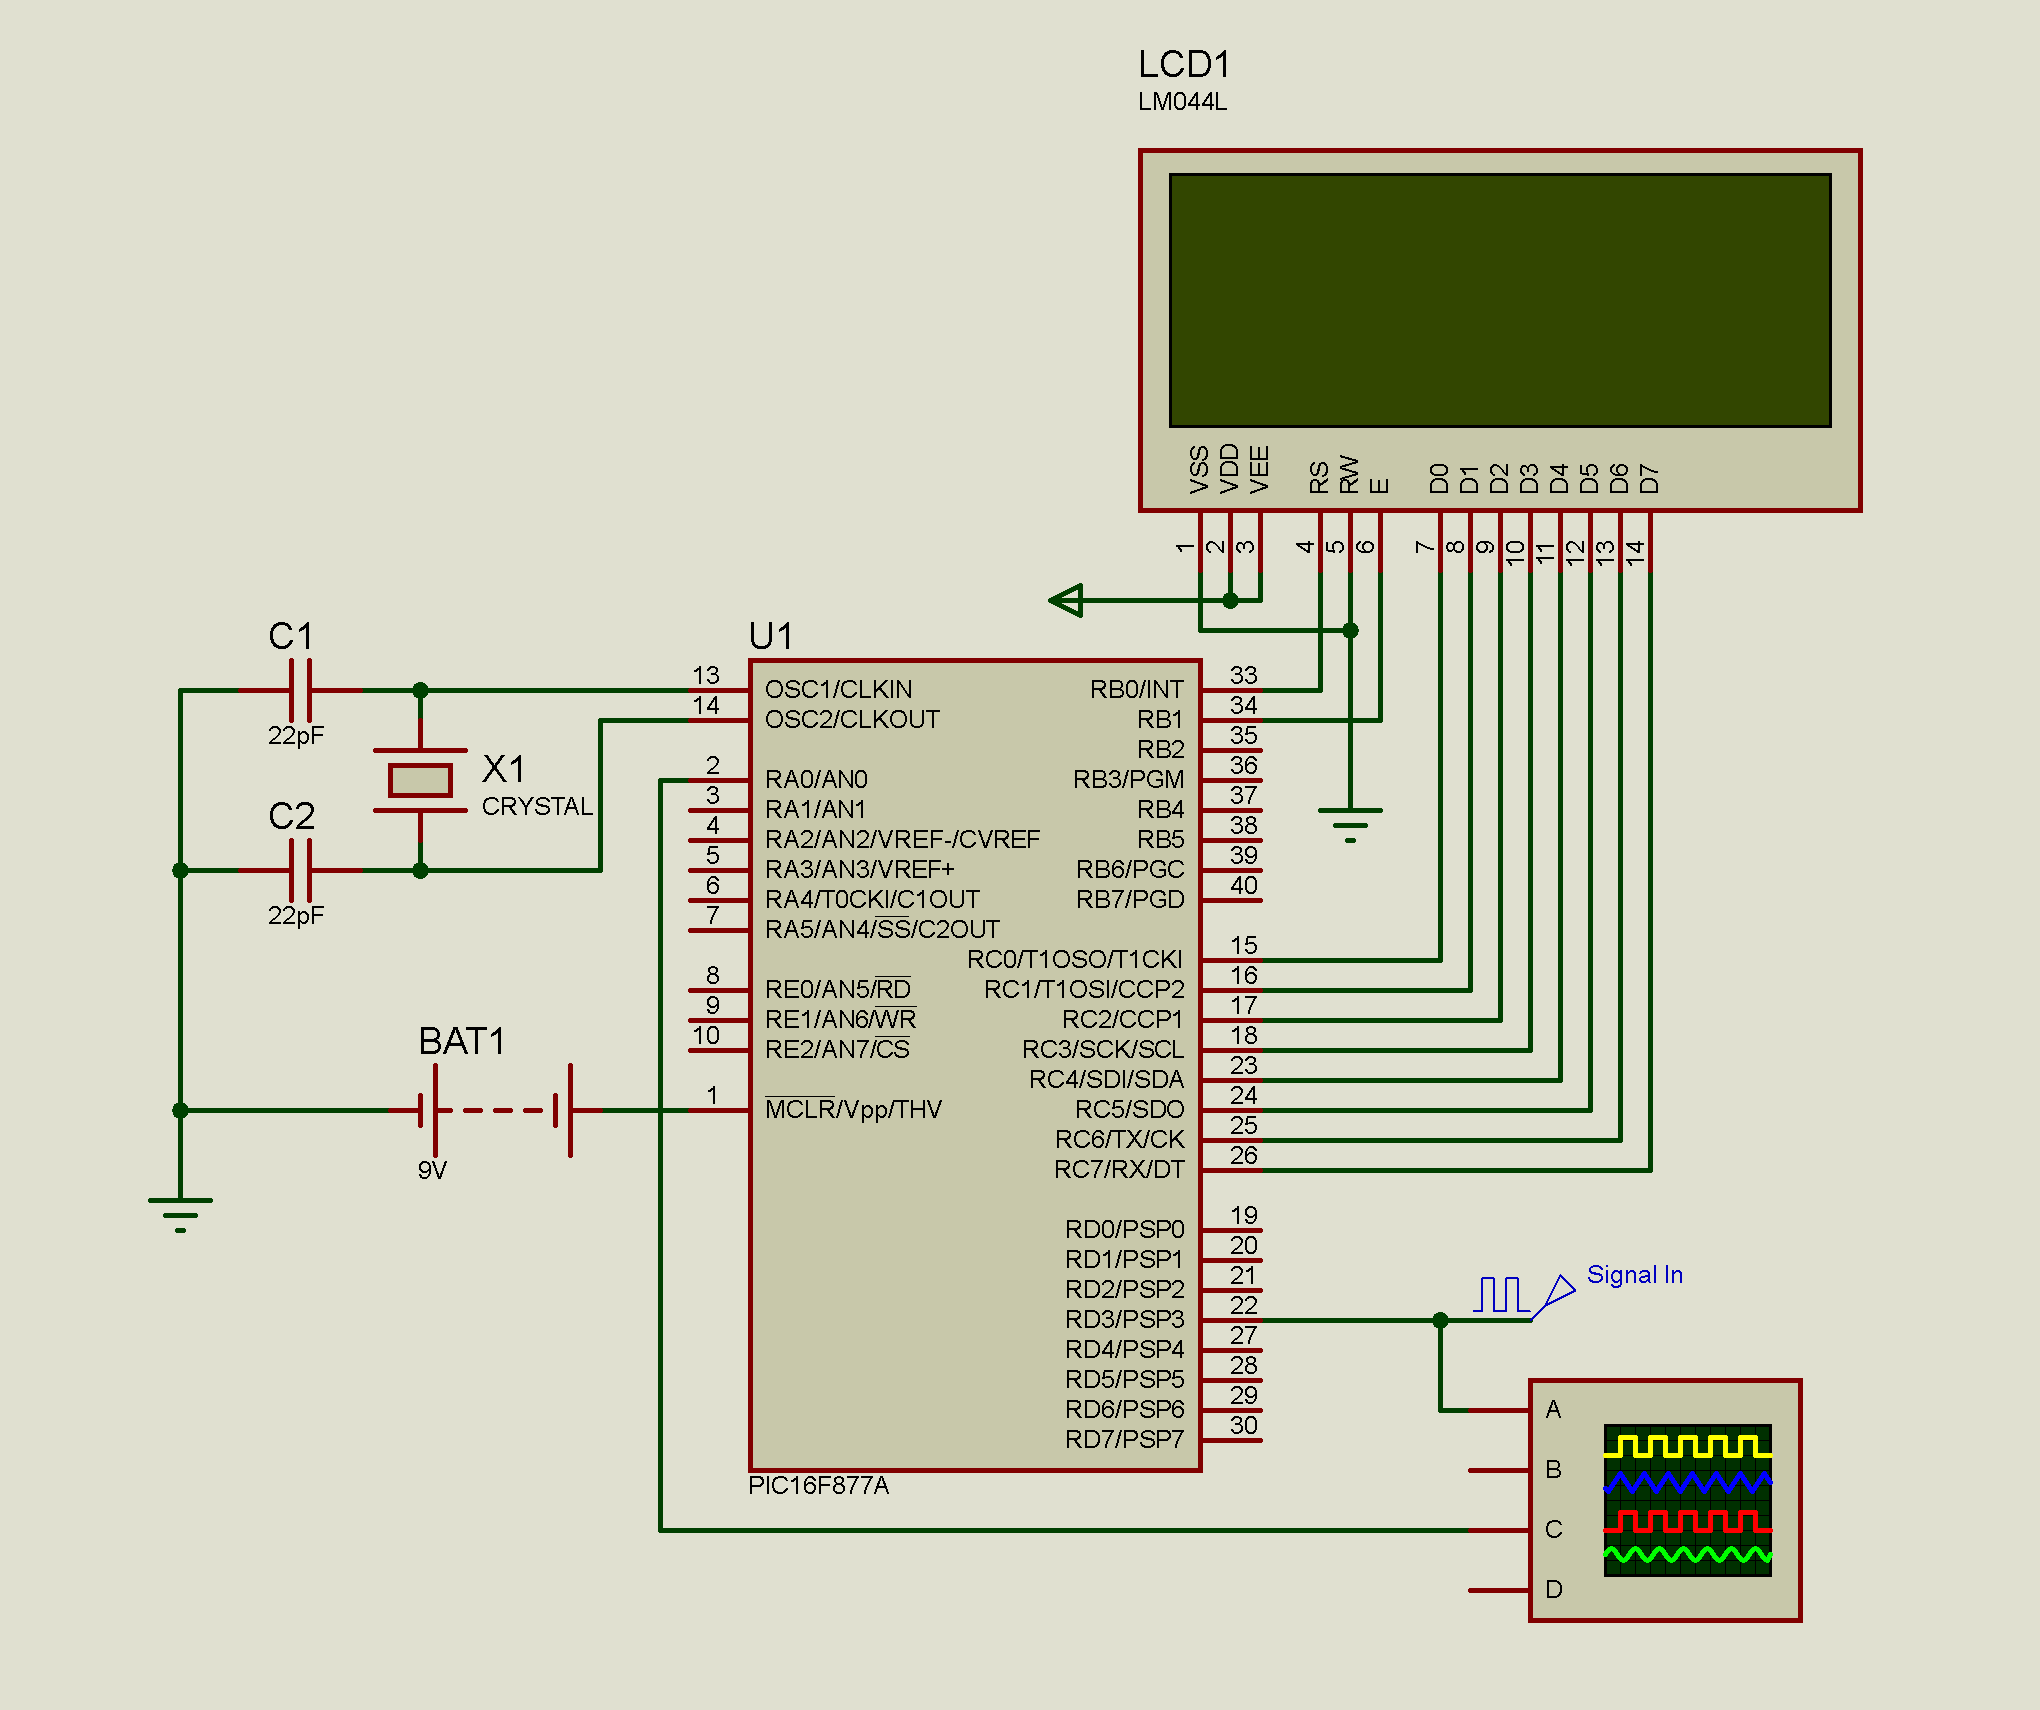 LCD1
LM044L
VSS
VDD
VEE
RS
RW
E
D0
D1
D2
D3
D4
D5
D6
D7
1
2
3
4
5
6
7
8
9
10
11
12
13
14
C1
22pF
X1
CRYSTAL
C2
22pF
BAT1
9V
U1
13 OSC1/CLKIN
14 OSC2/CLKOUT
2 RA0/AN0
3 RA1/AN1
4 RA2/AN2/VREF-/CVREF
5 RA3/AN3/VREF+
6 RA4/T0CKI/C1OUT
7 RA5/AN4/SS/C2OUT
8 RE0/AN5/RD
9 RE1/AN6/WR
10 RE2/AN7/CS
1 MCLR/Vpp/THV
RB0/INT 33
RB1 34
RB2 35
RB3/PGM 36
RB4 37
RB5 38
RB6/PGC 39
RB7/PGD 40
RC0/T1OSO/T1CKI 15
RC1/T1OSI/CCP2 16
RC2/CCP1 17
RC3/SCK/SCL 18
RC4/SDI/SDA 23
RC5/SDO 24
RC6/TX/CK 25
RC7/RX/DT 26
RD0/PSP0 19
RD1/PSP1 20
RD2/PSP2 21
RD3/PSP3 22
RD4/PSP4 27
RD5/PSP5 28
RD6/PSP6 29
RD7/PSP7 30
PIC16F877A
Signal In
A
B
C
D